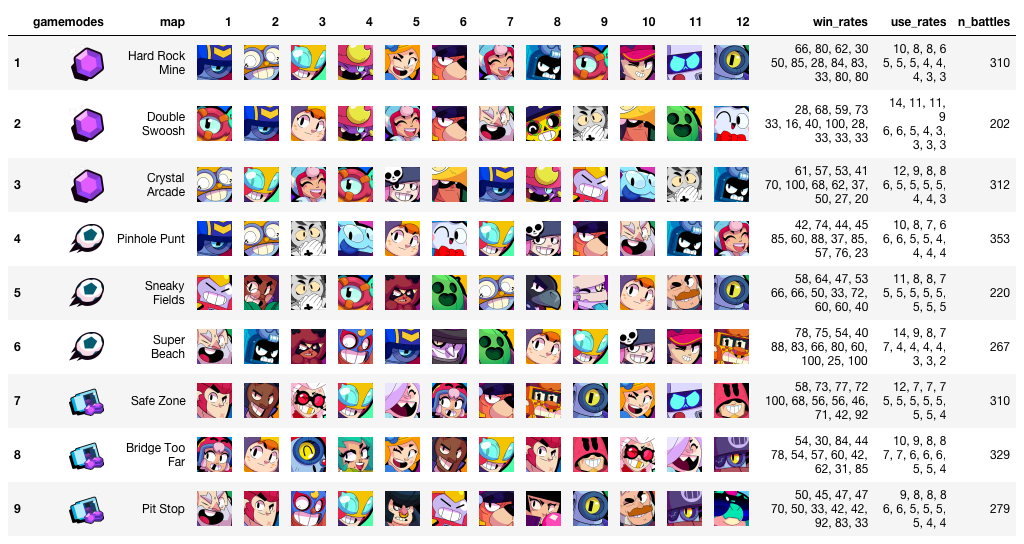 gamemodes map 1 2 3 4 5 6 7 8 9 10 11 12 win_rates use_rates n_battles
1 Hard Rock Mine 66, 80, 62, 30 10, 8, 8, 6 310
50, 85, 28, 84, 83, 5, 5, 5, 4, 4,
33, 80, 80 4, 3, 3
2 Double Swoosh 28, 68, 59, 73 14, 11, 11, 9 202
33, 16, 40, 100, 28, 6, 6, 5, 4, 3,
33, 33, 33 3, 3, 3
3 Crystal Arcade 61, 57, 53, 41 12, 9, 8, 8 312
70, 100, 68, 62, 37, 6, 5, 5, 5, 5,
50, 27, 20 4, 4, 3
4 Pinhole Punt 42, 74, 44, 45 10, 8, 7, 6 353
85, 60, 88, 37, 85, 6, 6, 5, 5, 4,
57, 76, 23 4, 4, 4
5 Sneaky Fields 58, 64, 47, 53 11, 8, 8, 7 220
66, 66, 50, 33, 72, 5, 5, 5, 5, 5,
60, 60, 40 5, 5, 5
6 Super Beach 78, 75, 54, 40 14, 9, 8, 7 267
88, 83, 66, 80, 60, 7, 4, 4, 4, 4,
100, 25, 100 3, 3, 2
7 Safe Zone 58, 73, 77, 72 12, 7, 7, 7 310
100, 68, 56, 56, 46, 5, 5, 5, 5, 5,
71, 42, 92 5, 5, 4
8 Bridge Too Far 54, 30, 84, 44 10, 9, 8, 8 329
78, 54, 57, 60, 42, 7, 7, 6, 6, 6,
62, 31, 85 5, 5, 4
9 Pit Stop 50, 45, 47, 47 9, 8, 8, 8 279
70, 50, 33, 42, 42, 6, 6, 5, 5, 5,
92, 83, 33 5, 4, 4